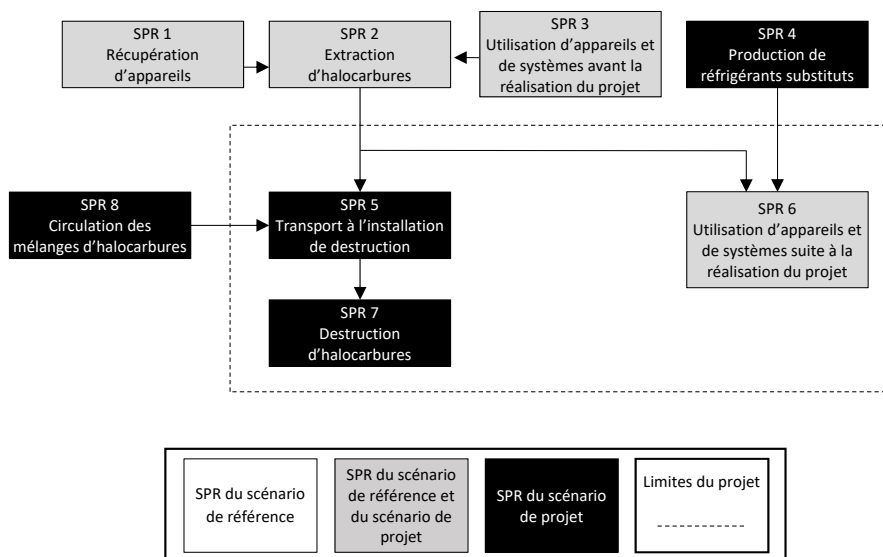 SPR 1
Récupération
d'appareils
SPR 2
Extraction
d'halocarbures
SPR 3
Utilisation d'appareils et
de systèmes avant la
réalisation du projet
SPR 4
Production de
réfrigérants substituts
SPR 8
Circulation des
mélanges d'halocarbures
SPR 5
Transport à l'installation
de destruction
SPR 6
Utilisation d'appareils et
de systèmes suite à la
réalisation du projet
SPR 7
Destruction
d'halocarbures
SPR du scénario
de référence
SPR du scénario
de référence et
du scénario de
projet
SPR du scénario
de projet
Limites du projet